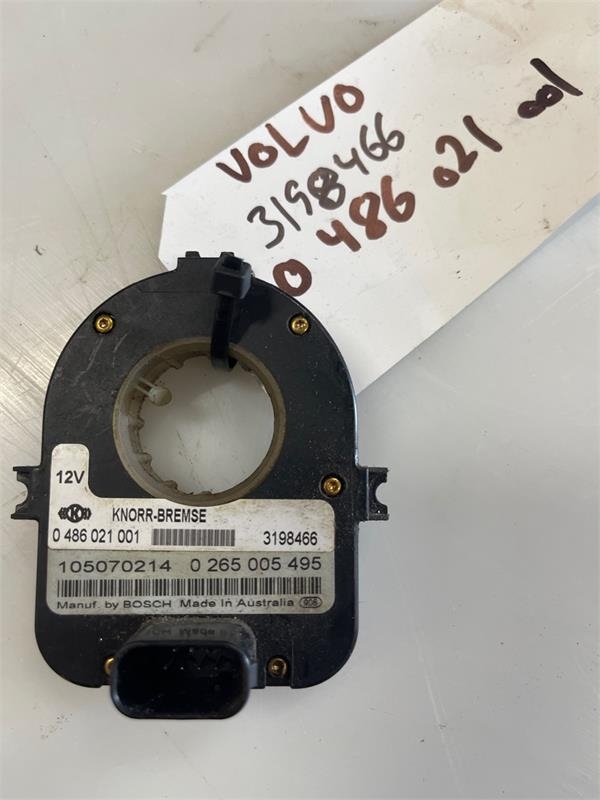 VOLVO
3198466
0 486 021 001
12V
K KNORR-BREMSE
0 486 021 001 3198466
105070214 0 265 005 495
Manuf. by BOSCH Made in Australia